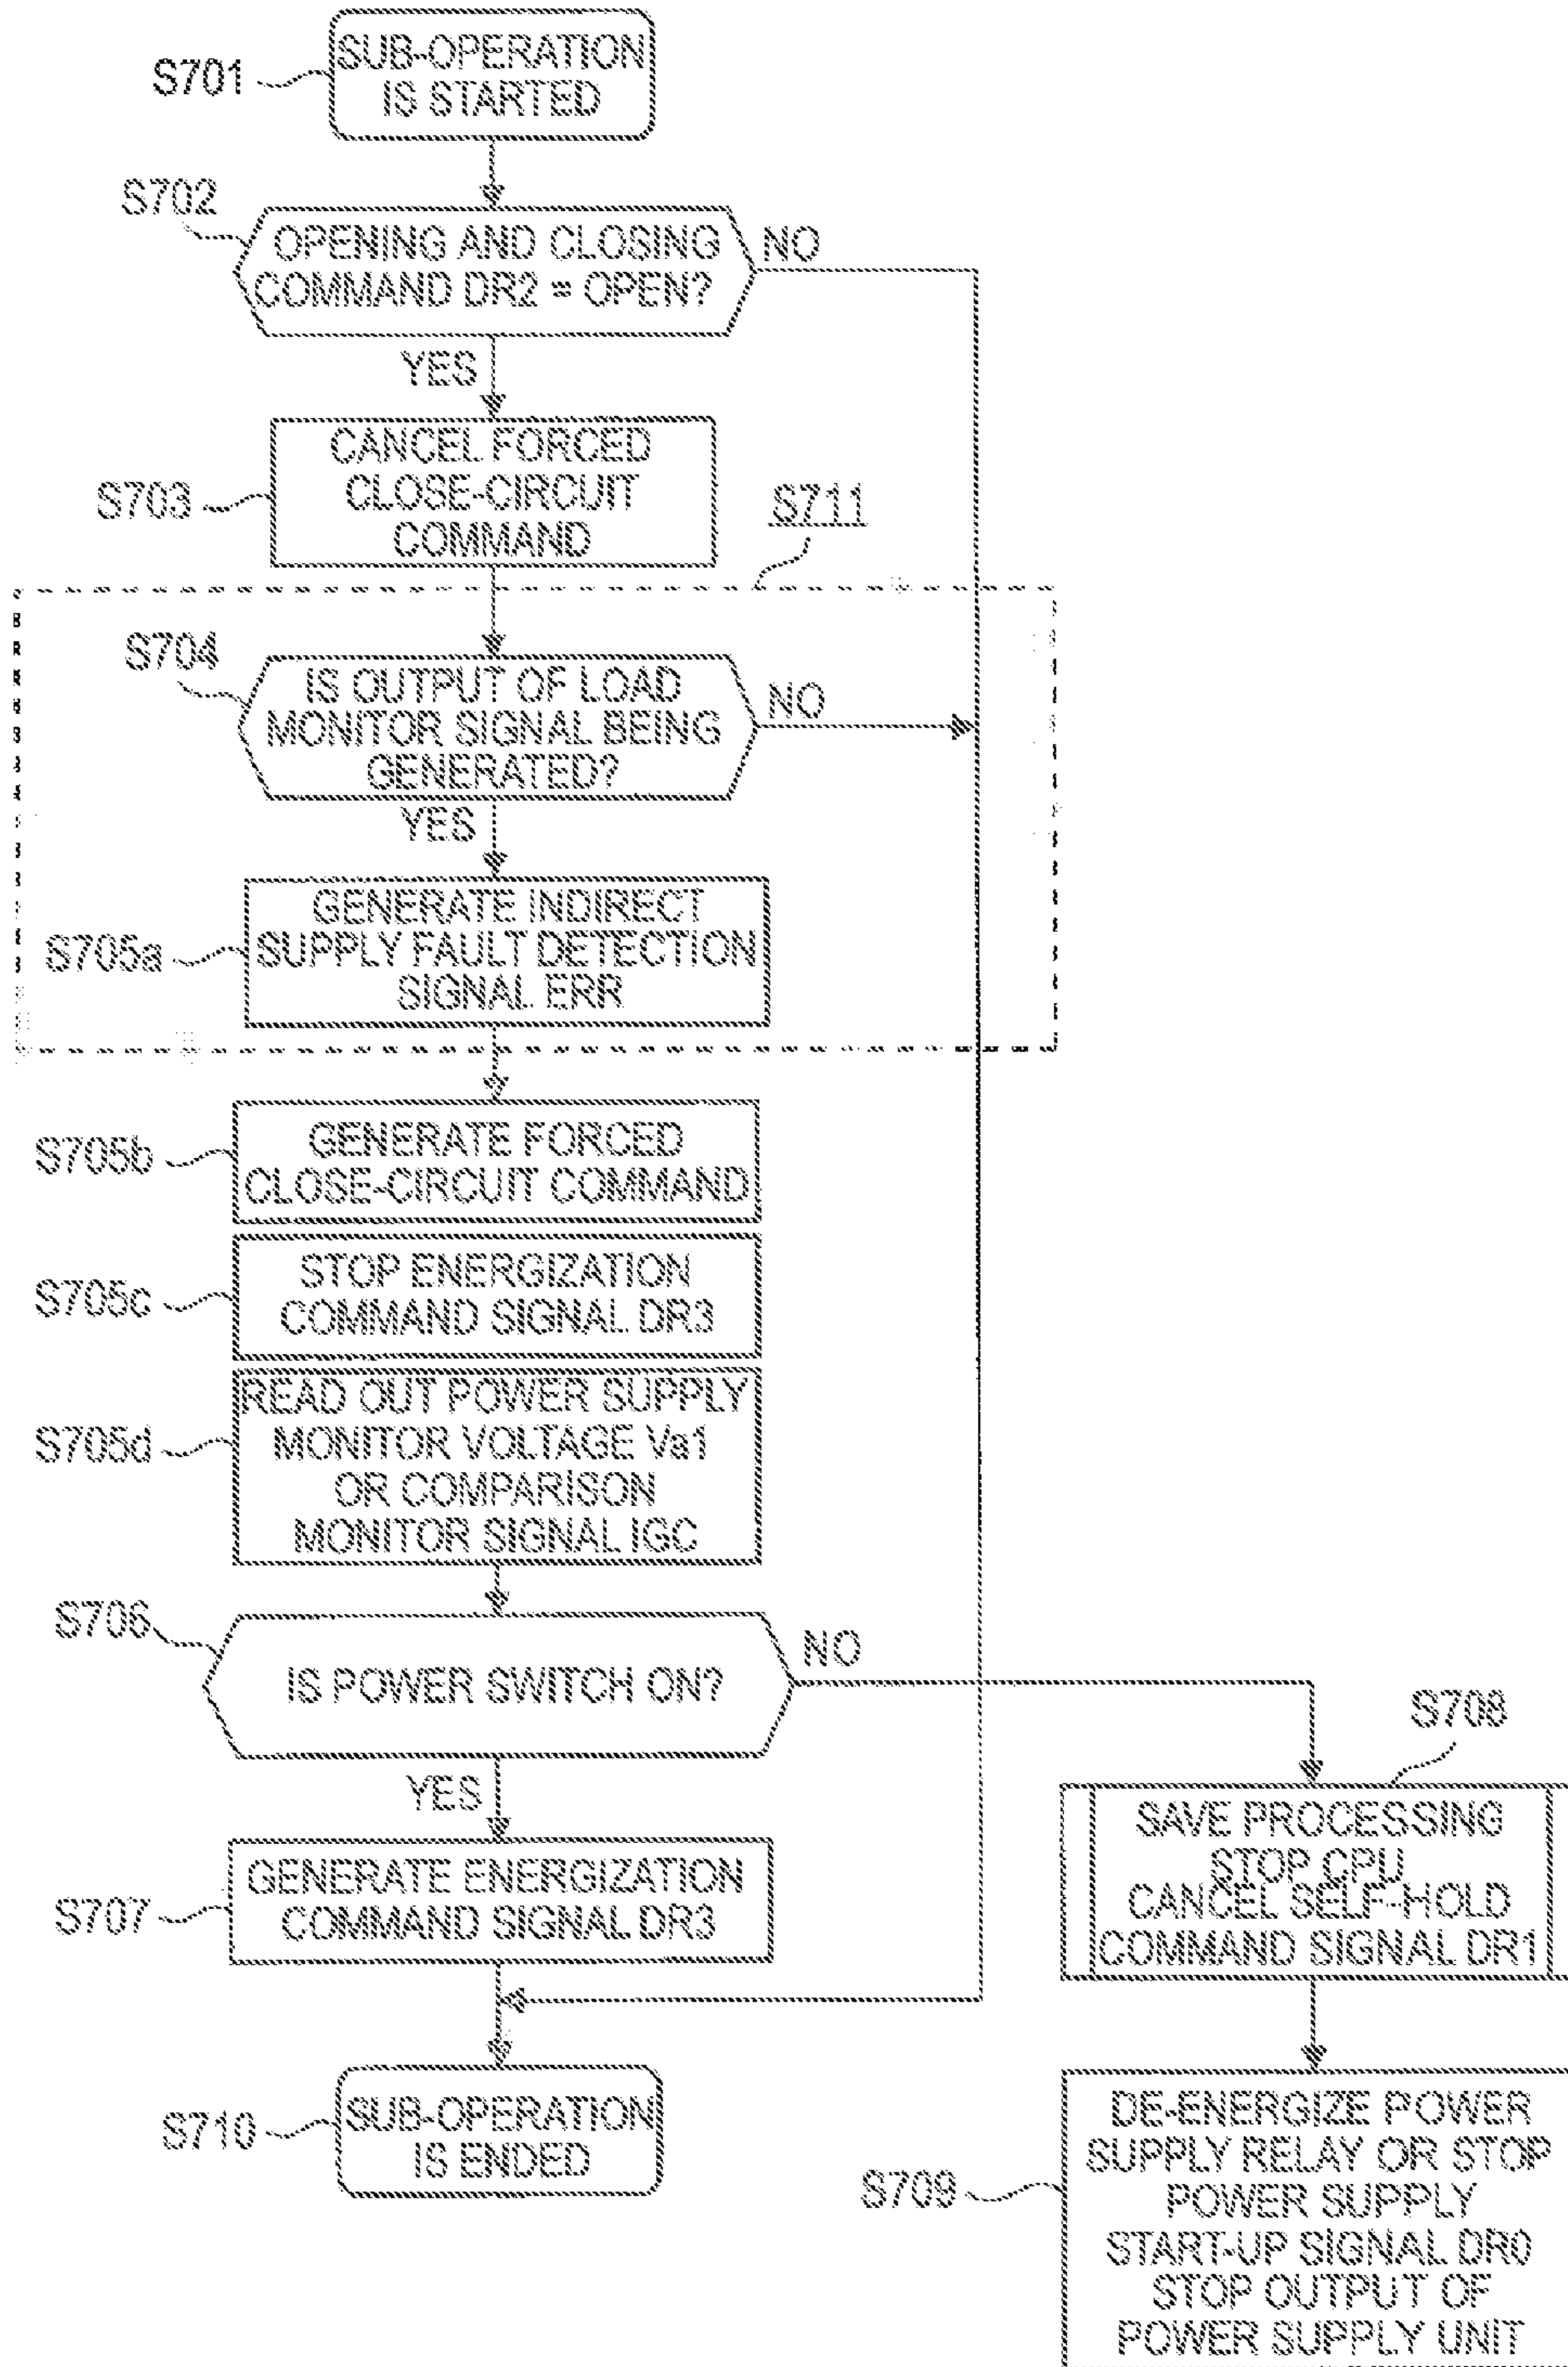 S701
SUB-OPERATION
IS STARTED
S702
OPENING AND CLOSING
COMMAND DR2 = OPEN?
NO
YES
S703
CANCEL FORCED
CLOSE-CIRCUIT
COMMAND
S711
S704
IS OUTPUT OF LOAD
MONITOR SIGNAL BEING
GENERATED?
NO
YES
S705a
GENERATE INDIRECT
SUPPLY FAULT DETECTION
SIGNAL ERR
S705b
GENERATE FORCED
CLOSE-CIRCUIT COMMAND
S705c
STOP ENERGIZATION
COMMAND SIGNAL DR3
S705d
READ OUT POWER SUPPLY
MONITOR VOLTAGE Va1
OR COMPARISON
MONITOR SIGNAL IGC
S706
IS POWER SWITCH ON?
NO
YES
S707
GENERATE ENERGIZATION
COMMAND SIGNAL DR3
S708
SAVE PROCESSING
STOP CPU
CANCEL SELF-HOLD
COMMAND SIGNAL DR1
S710
SUB-OPERATION
IS ENDED
S709
DE-ENERGIZE POWER
SUPPLY RELAY OR STOP
POWER SUPPLY
START-UP SIGNAL DR0
STOP OUTPUT OF
POWER SUPPLY UNIT